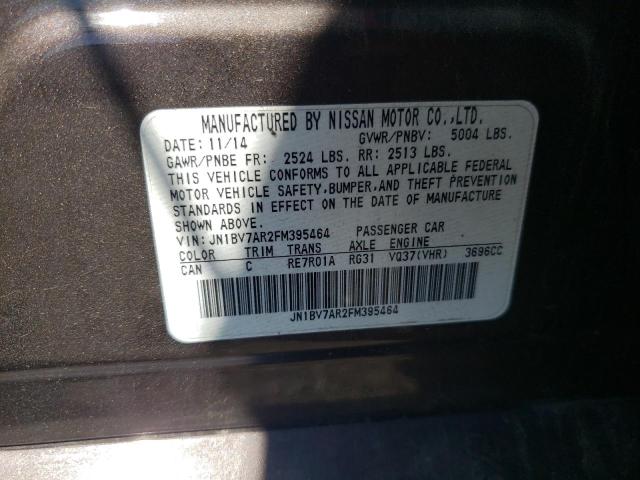 MANUFACTURED BY NISSAN MOTOR CO.,LTD.
DATE: 11/14 GVWR/PNBV: 5004 LBS.
GAWR/PNBE FR: 2524 LBS. RR: 2513 LBS.
THIS VEHICLE CONFORMS TO ALL APPLICABLE FEDERAL
MOTOR VEHICLE SAFETY,BUMPER,AND THEFT PREVENTION
STANDARDS IN EFFECT ON THE DATE OF MANUFACTURE
SHOWN ABOVE.
VIN: JN1BV7AR2FM395464 PASSENGER CAR
COLOR TRIM TRANS AXLE ENGINE
CAN C RE7R01A RG31 VQ37(VHR) 3696CC
JN1BV7AR2FM395464